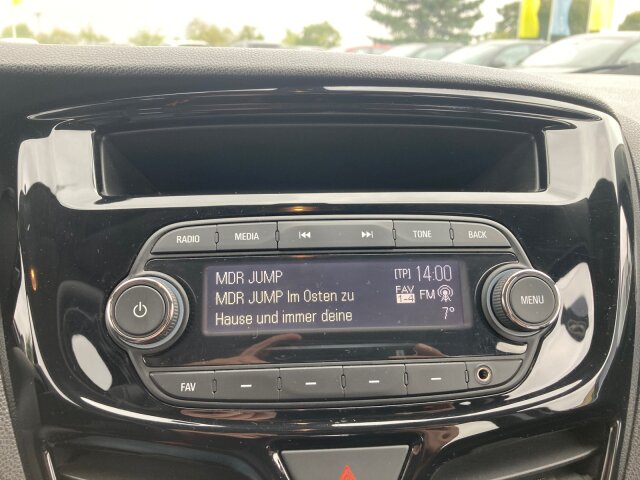 RADIO MEDIA TONE BACK
MDR JUMP [TP] 14:00
MDR JUMP Im Osten zu FAV 1-4 FM
Hause und immer deine 7°
MENU
FAV